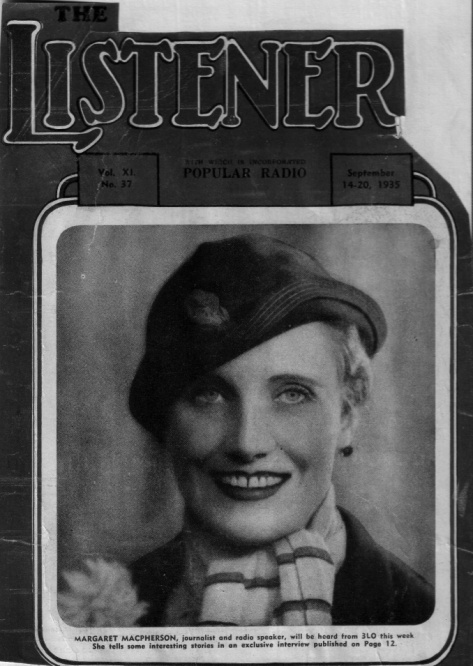 THE
LISTENER
Vol. XI.
No. 37
WITH WHICH IS INCORPORATED
POPULAR RADIO
September
14-20, 1935
MARGARET MACPHERSON, journalist and radio speaker, will be heard from 3LO this week
She tells some interesting stories in an exclusive interview published on Page 12.